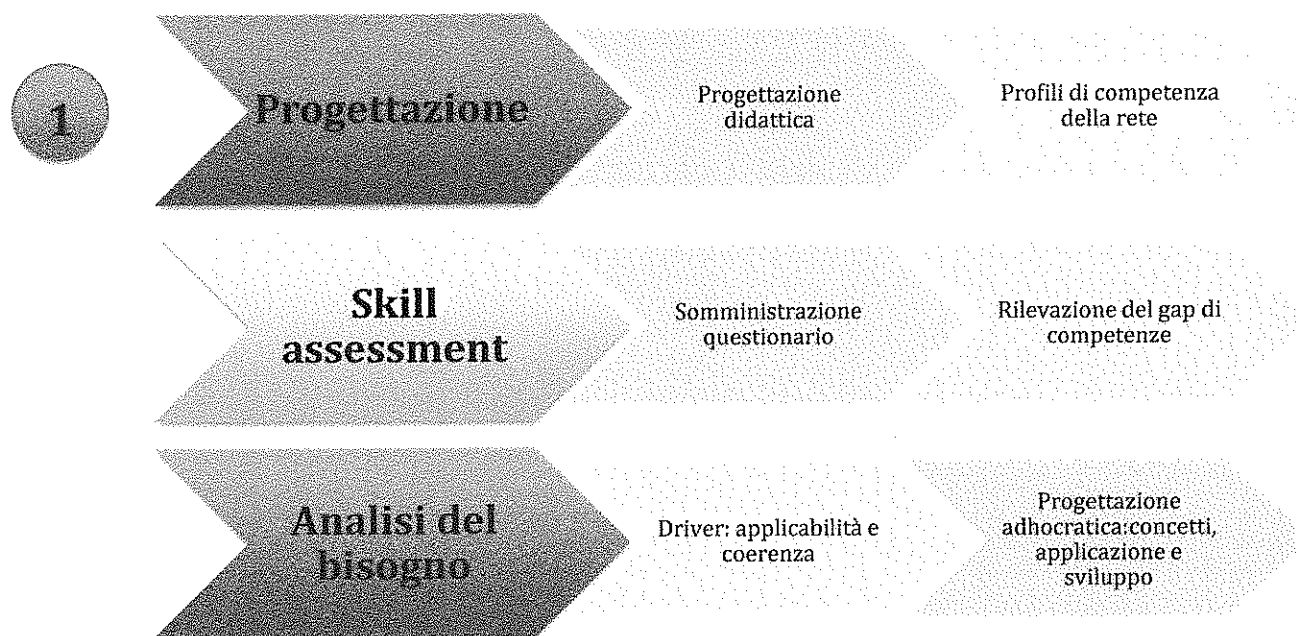 1
Progettazione
Progettazione
didattica
Profili di competenza
della rete
Skill
assessment
Somministrazione
questionario
Rilevazione del gap di
competenze
Analisi del
bisogno
Driver: applicabilità e
coerenza
Progettazione
adhocratica:concetti,
applicazione e
sviluppo